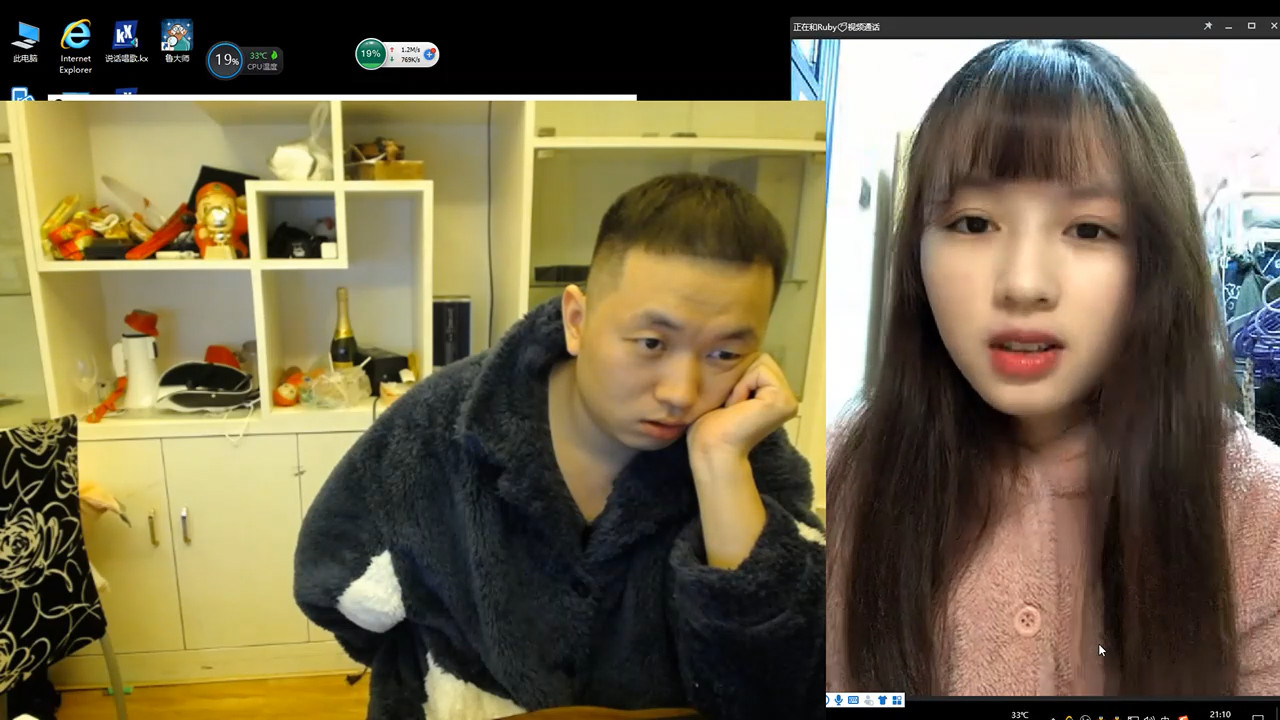 正在和Ruby♡视频通话
此电脑
Internet
Explorer
说话唱歌.kx
鲁大师
19%
33℃
CPU温度
19%
1.2M/s
769K/s
33℃
21:10